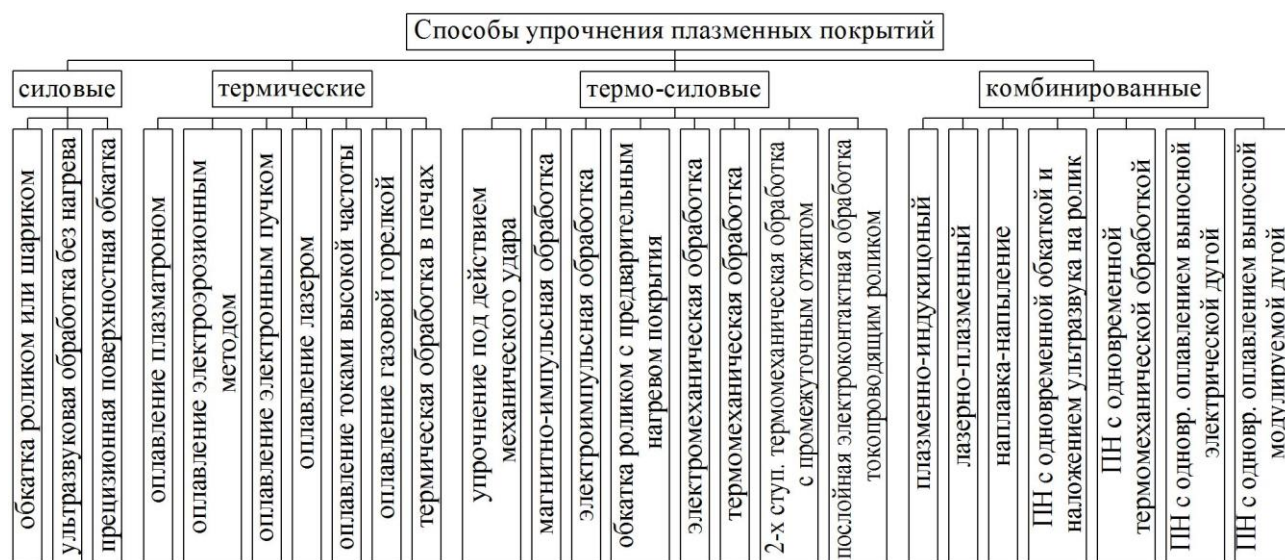 Способы упрочнения плазменных покрытий
силовые
термические
термо-силовые
комбинированные
обкатка роликом или шариком
ультразвуковая обработка без нагрева
прецизионная поверхностная обкатка
оплавление плазматроном
оплавление электроэрозионным
методом
оплавление электронным пучком
оплавление лазером
оплавление токами высокой частоты
оплавление газовой горелкой
термическая обработка в печах
упрочнение под действием
механического удара
магнитно-импульсная обработка
электроимпульсная обработка
обкатка роликом с предварительным
нагревом покрытия
электромеханическая обработка
термомеханическая обработка
2-х ступ. термомеханическая обработка
с промежуточным отжигом
послойная электроконтактная обработка
токопроводящим роликом
плазменно-индукицоный
лазерно-плазменный
наплавка-напыление
ПН с одновременной обкаткой и
наложением ультразвука на ролик
ПН с одновременной
термомеханической обработкой
ПН с одновр. оплавлением выносной
электрической дугой
ПН с одновр. оплавлением выносной
модулируемой дугой